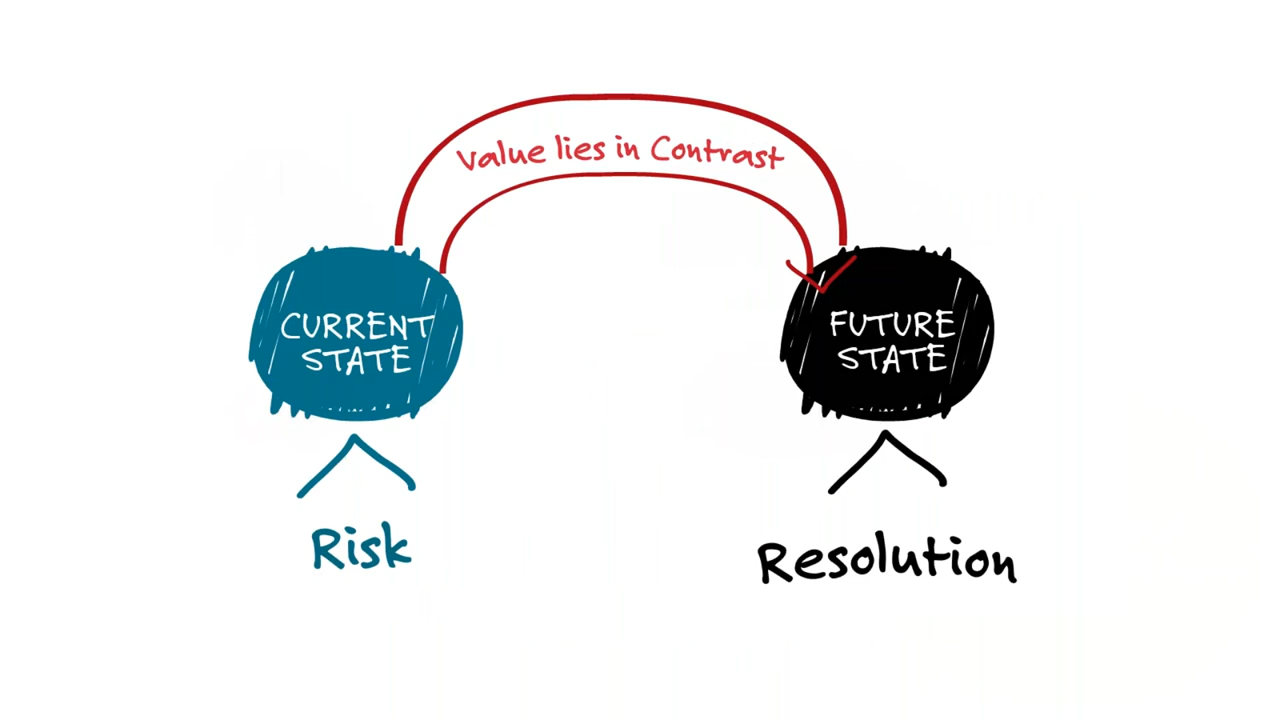 Value lies in Contrast
CURRENT
STATE
FUTURE
STATE
Risk
Resolution